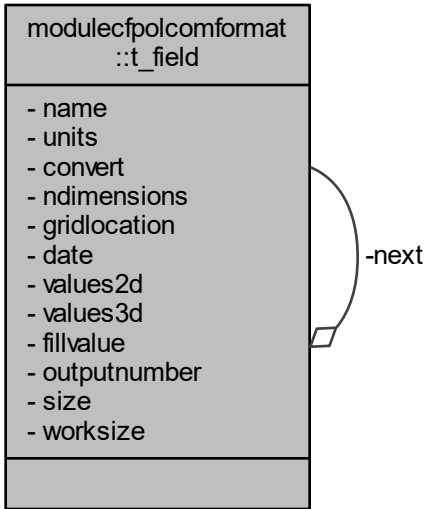 modulecfpolcomformat
::t_field
- name
- units
- convert
- ndimensions
- gridlocation
- date
- values2d
- values3d
- fillvalue
- outputnumber
- size
- worksize
-next